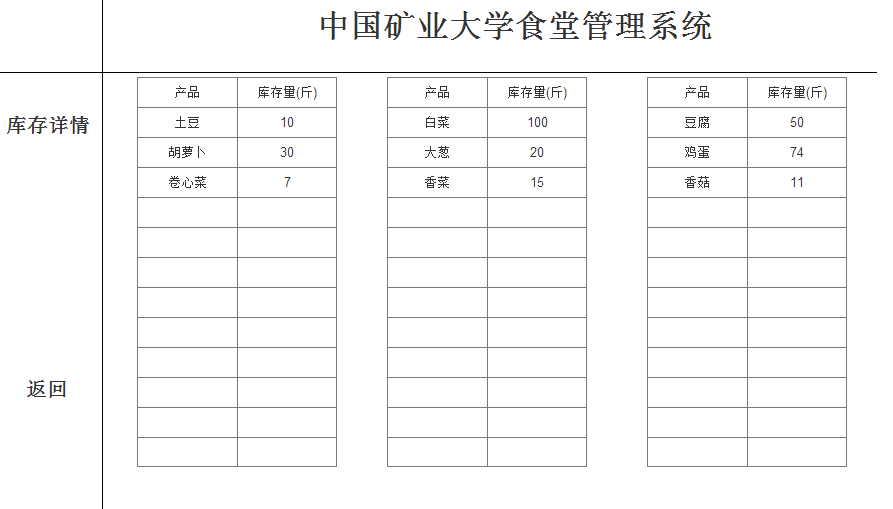 中国矿业大学食堂管理系统
库存详情
返回
产品 库存量(斤)
土豆 10
胡萝卜 30
卷心菜 7
产品 库存量(斤)
白菜 100
大葱 20
香菜 15
产品 库存量(斤)
豆腐 50
鸡蛋 74
香菇 11